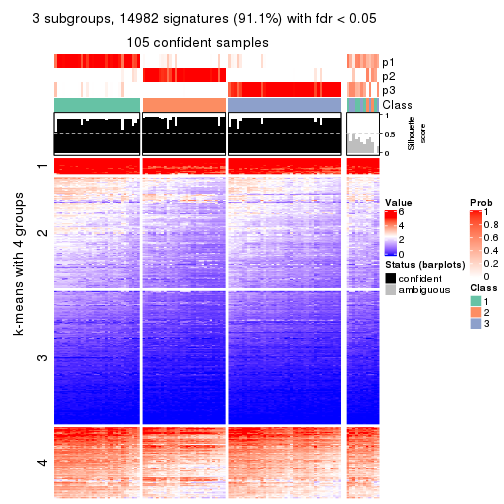 3 subgroups, 14982 signatures (91.1%) with fdr < 0.05
105 confident samples
p1
p2
p3
Class
1
0.5
0
Silhouette
score
k-means with 4 groups
1
2
3
4
Value
6
4
2
0
Status (barplots)
confident
ambiguous
Prob
1
0.8
0.6
0.4
0.2
0
Class
1
2
3